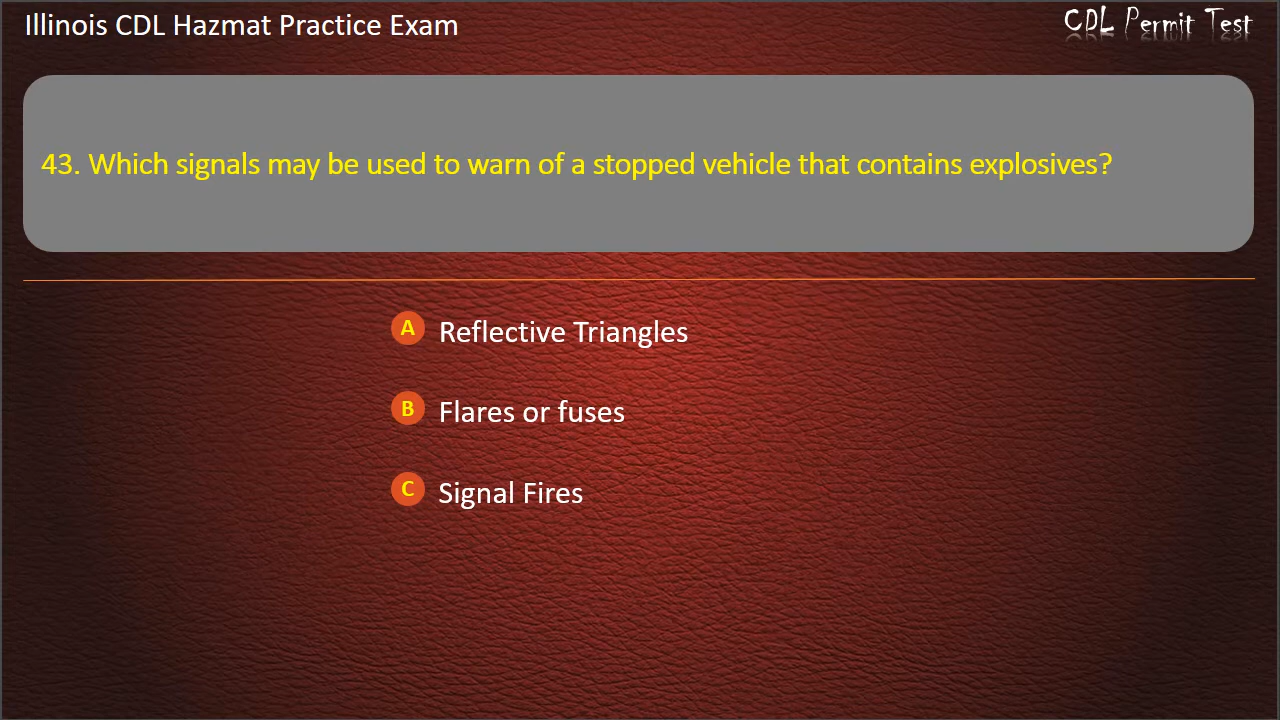 Illinois CDL Hazmat Practice Exam
CDL Permit Test
43. Which signals may be used to warn of a stopped vehicle that contains explosives?
A Reflective Triangles
B Flares or fuses
C Signal Fires